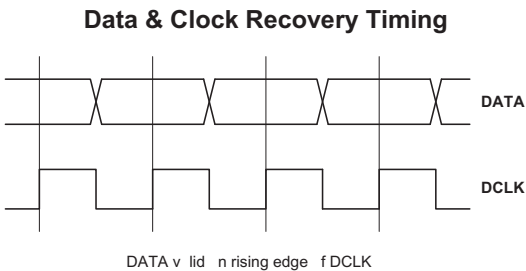 Data & Clock Recovery Timing
DATA
DCLK
DATA v lid n rising edge f DCLK